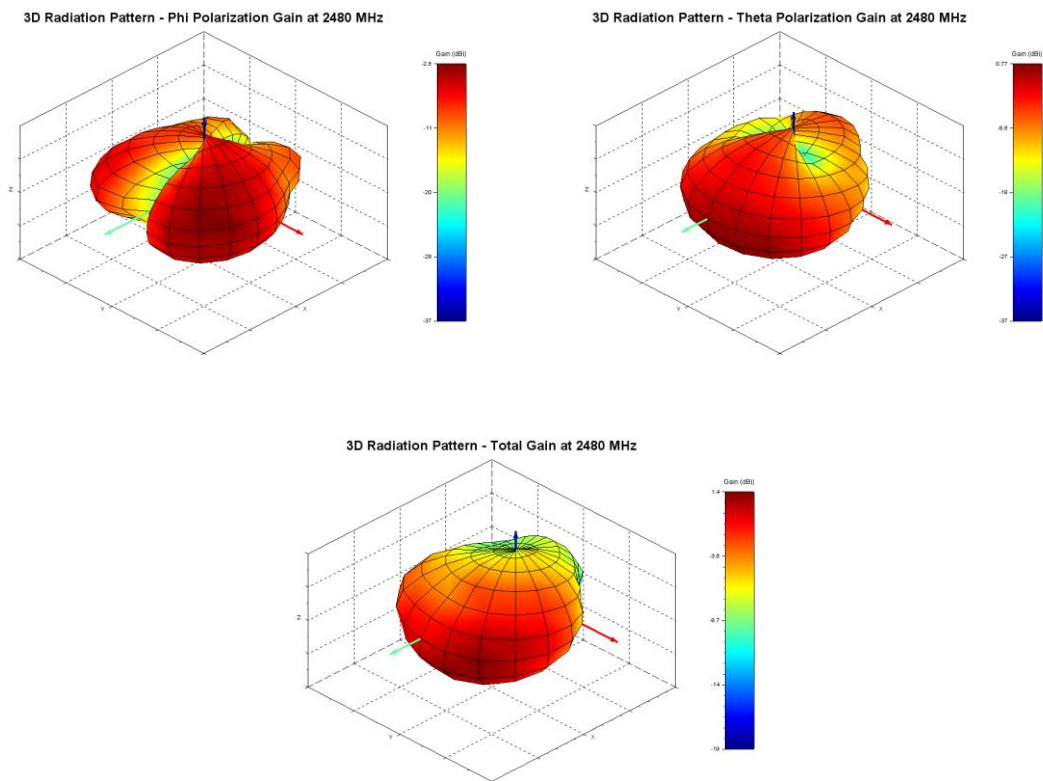 3D Radiation Pattern - Phi Polarization Gain at 2480 MHz
Gain (dBi)
-2.8
-11
-20
-28
-37
Z
Y
X
3D Radiation Pattern - Theta Polarization Gain at 2480 MHz
Gain (dBi)
0.77
-8.6
-18
-27
-37
Z
Y
X
3D Radiation Pattern - Total Gain at 2480 MHz
Gain (dBi)
1.4
-3.6
-8.7
-14
-19
Z
Y
X